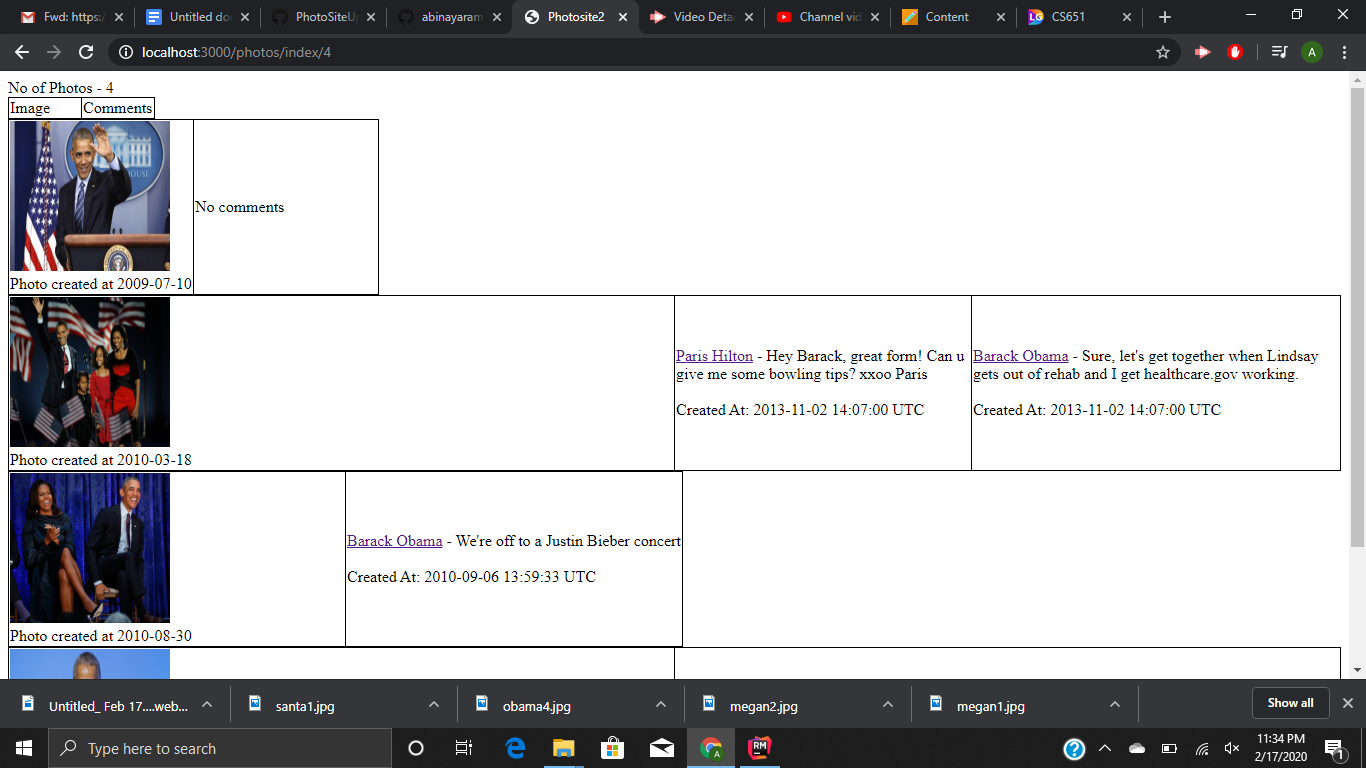 Fwd: https:/
Untitled do
PhotoSiteU
abinayaram
Photosite2
Video Deta
Channel vid
Content
CS651
localhost:3000/photos/index/4
A
No of Photos - 4
Image Comments
No comments
Photo created at 2009-07-10
Paris Hilton - Hey Barack, great form! Can u
give me some bowling tips? xxoo Paris
Created At: 2013-11-02 14:07:00 UTC
Barack Obama - Sure, let's get together when Lindsay
gets out of rehab and I get healthcare.gov working.
Created At: 2013-11-02 14:07:00 UTC
Photo created at 2010-03-18
Barack Obama - We're off to a Justin Bieber concert
Created At: 2010-09-06 13:59:33 UTC
Photo created at 2010-08-30
Untitled_ Feb 17....web...
santa1.jpg
obama4.jpg
megan2.jpg
megan1.jpg
Show all
Type here to search
RM
11:34 PM
2/17/2020
1